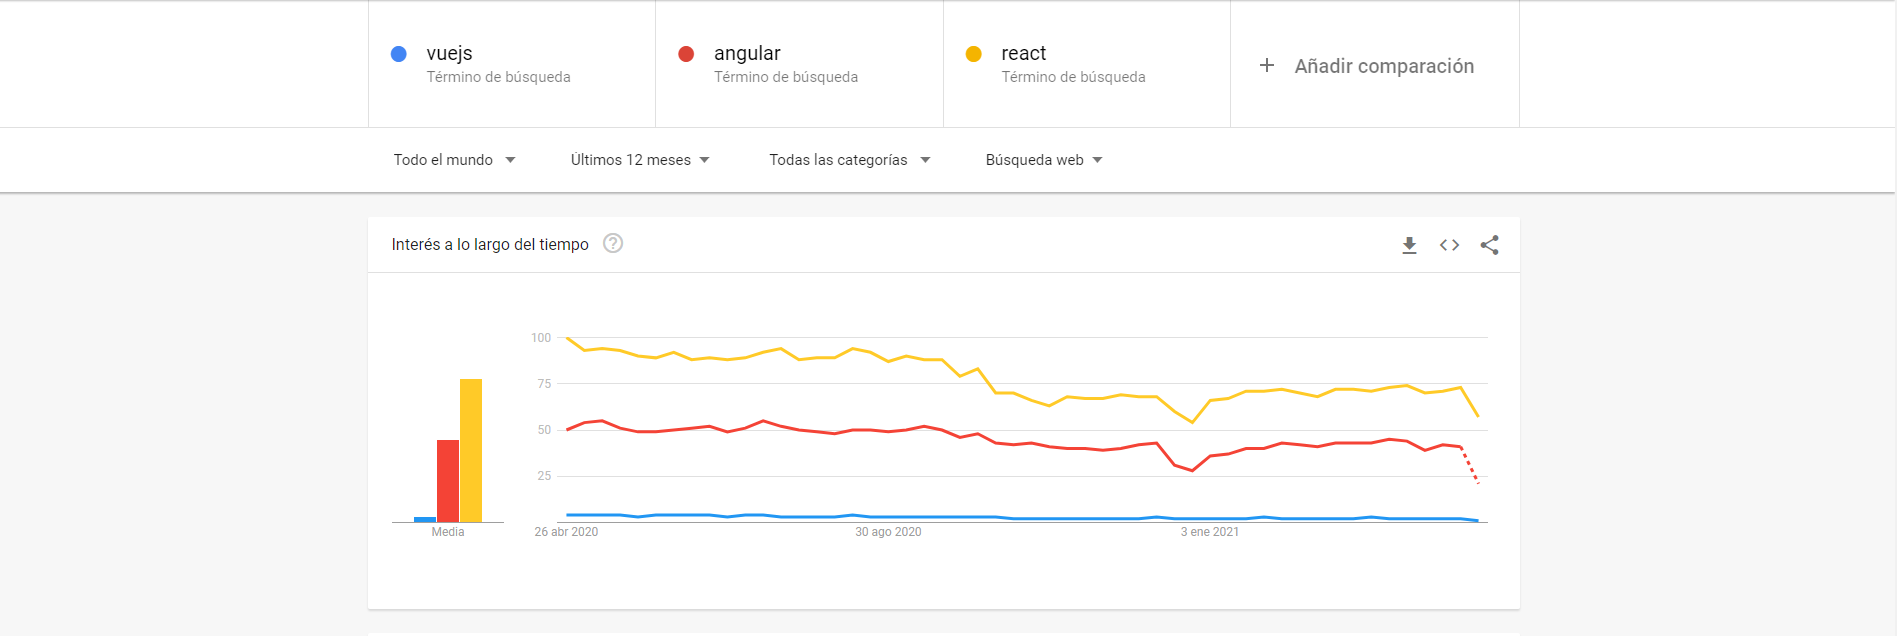 vuejs
Término de búsqueda
angular
Término de búsqueda
react
Término de búsqueda
+ Añadir comparación
Todo el mundo
Últimos 12 meses
Todas las categorías
Búsqueda web
Interés a lo largo del tiempo ?
100
75
50
25
Media
26 abr 2020
30 ago 2020
3 ene 2021